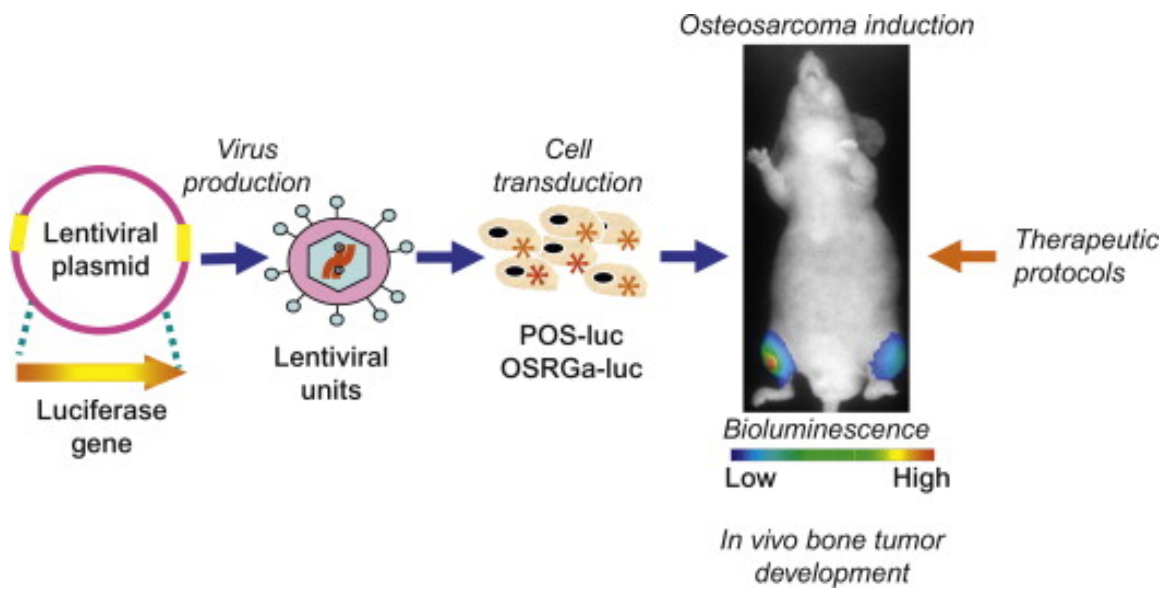 Osteosarcoma induction
Virus
production
Cell
transduction
Lentiviral
plasmid
Therapeutic
protocols
Lentiviral
units
POS-luc
OSRGa-luc
Luciferase
gene
Bioluminescence
Low
High
In vivo bone tumor
development